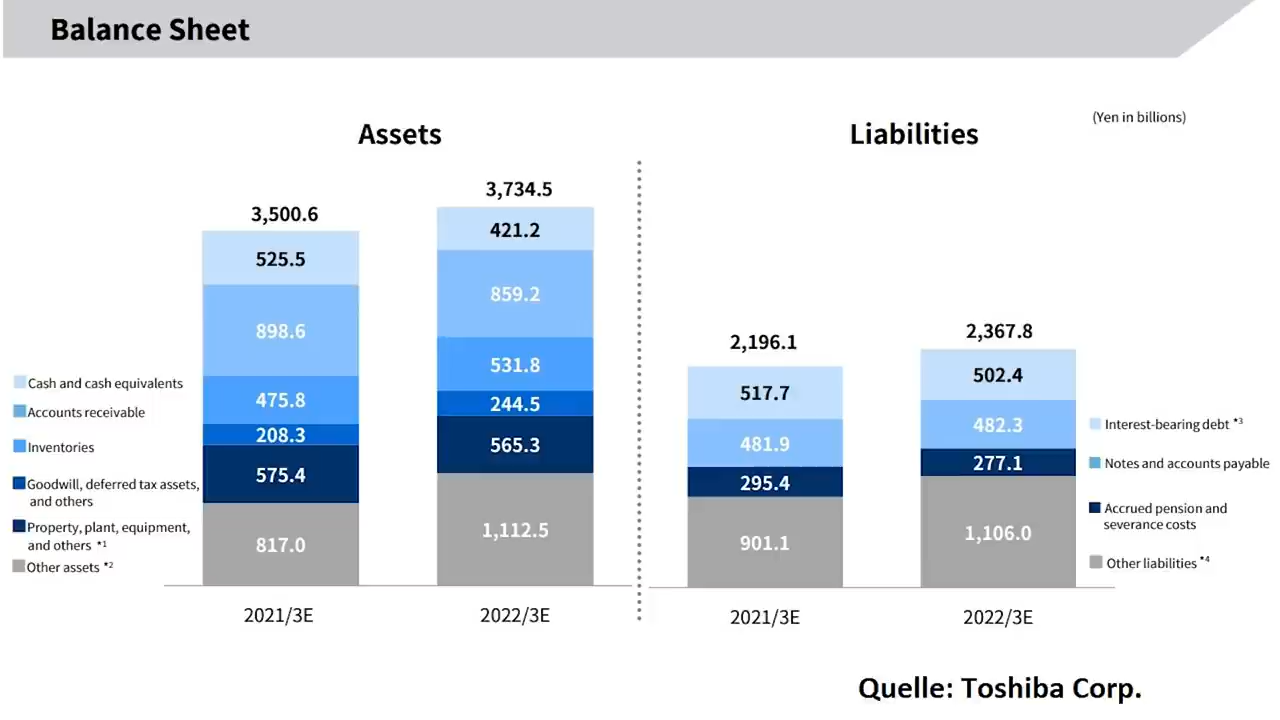 Balance Sheet
(Yen in billions)
Assets
3,500.6
525.5
898.6
475.8
208.3
575.4
817.0
2021/3E
3,734.5
421.2
859.2
531.8
244.5
565.3
1,112.5
2022/3E
Cash and cash equivalents
Accounts receivable
Inventories
Goodwill, deferred tax assets,
and others
Property, plant, equipment,
and others *1
Other assets *2
Liabilities
2,196.1
517.7
481.9
295.4
901.1
2021/3E
2,367.8
502.4
482.3
277.1
1,106.0
2022/3E
Interest-bearing debt *3
Notes and accounts payable
Accrued pension and
severance costs
Other liabilities *4
Quelle: Toshiba Corp.